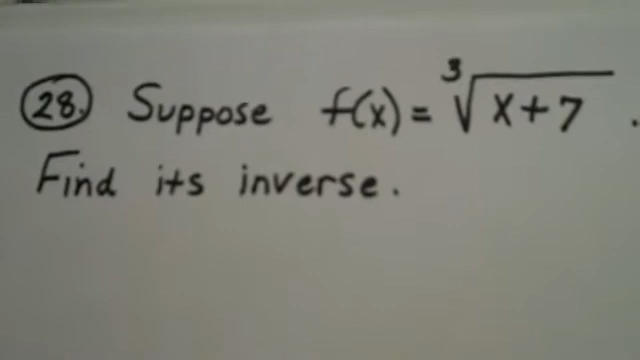 28. Suppose f(x) = ∛(x+7) .
Find its inverse.